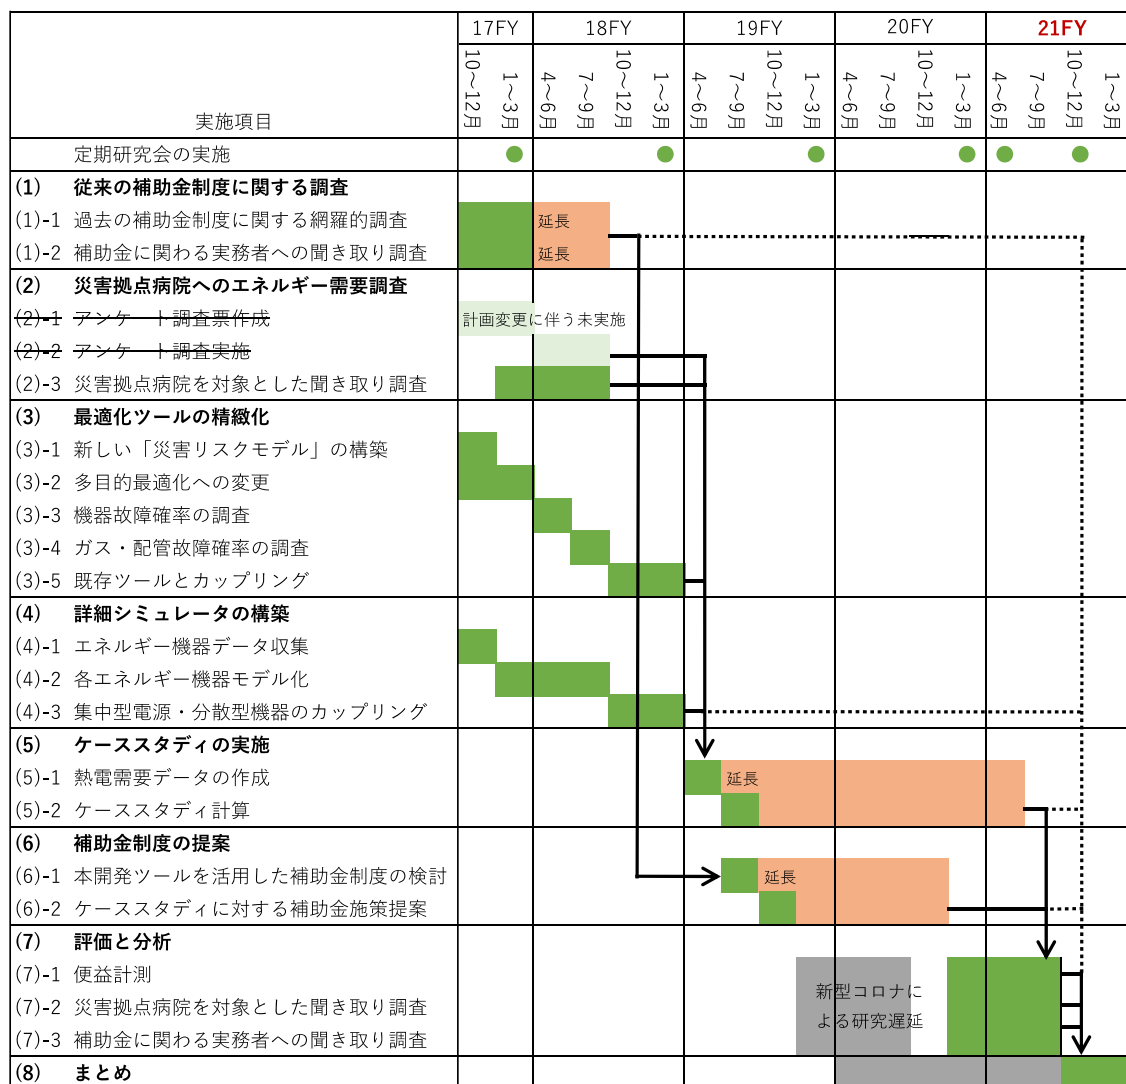 17FY 18FY 19FY 20FY 21FY
実施項目 10～12月 1～3月 4～6月 7～9月 10～12月 1～3月 4～6月 7～9月 10～12月 1～3月 4～6月 7～9月 10～12月 1～3月 4～6月 7～9月 10～12月 1～3月
定期研究会の実施
(1) 従来の補助金制度に関する調査
(1)-1 過去の補助金制度に関する網羅的調査 延長
(1)-2 補助金に関わる実務者への聞き取り調査 延長
(2) 災害拠点病院へのエネルギー需要調査
(2)-1 アンケート調査票作成 計画変更に伴う未実施
(2)-2 アンケート調査実施
(2)-3 災害拠点病院を対象とした聞き取り調査
(3) 最適化ツールの精緻化
(3)-1 新しい「災害リスクモデル」の構築
(3)-2 多目的最適化への変更
(3)-3 機器故障確率の調査
(3)-4 ガス・配管故障確率の調査
(3)-5 既存ツールとカップリング
(4) 詳細シミュレータの構築
(4)-1 エネルギー機器データ収集
(4)-2 各エネルギー機器モデル化
(4)-3 集中型電源・分散型機器のカップリング
(5) ケーススタディの実施
(5)-1 熱電需要データの作成 延長
(5)-2 ケーススタディ計算
(6) 補助金制度の提案
(6)-1 本開発ツールを活用した補助金制度の検討 延長
(6)-2 ケーススタディに対する補助金施策提案
(7) 評価と分析
(7)-1 便益計測
(7)-2 災害拠点病院を対象とした聞き取り調査
(7)-3 補助金に関わる実務者への聞き取り調査
新型コロナに
よる研究遅延
(8) まとめ